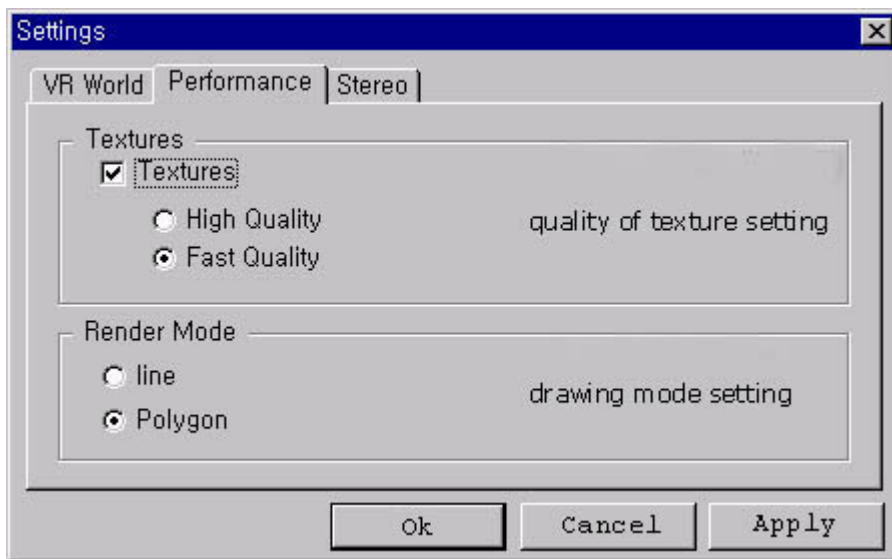 Settings
VR World Performance Stereo
Textures
Textures
High Quality
quality of texture setting
Fast Quality
Render Mode
line
drawing mode setting
Polygon
Ok Cancel Apply